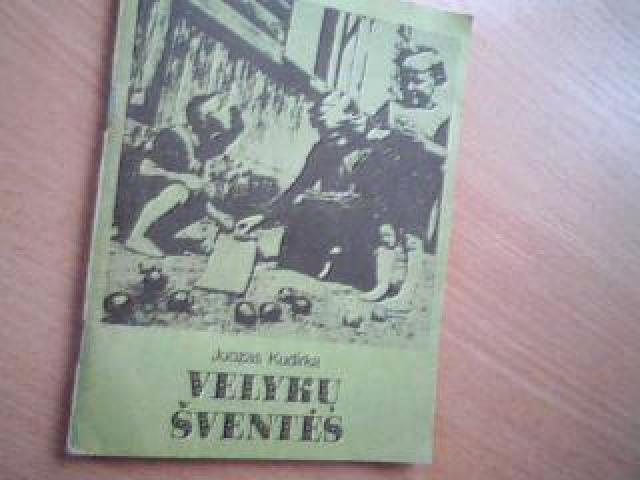 Juozas Kudirka
VELYKŲ
ŠVENTĖS